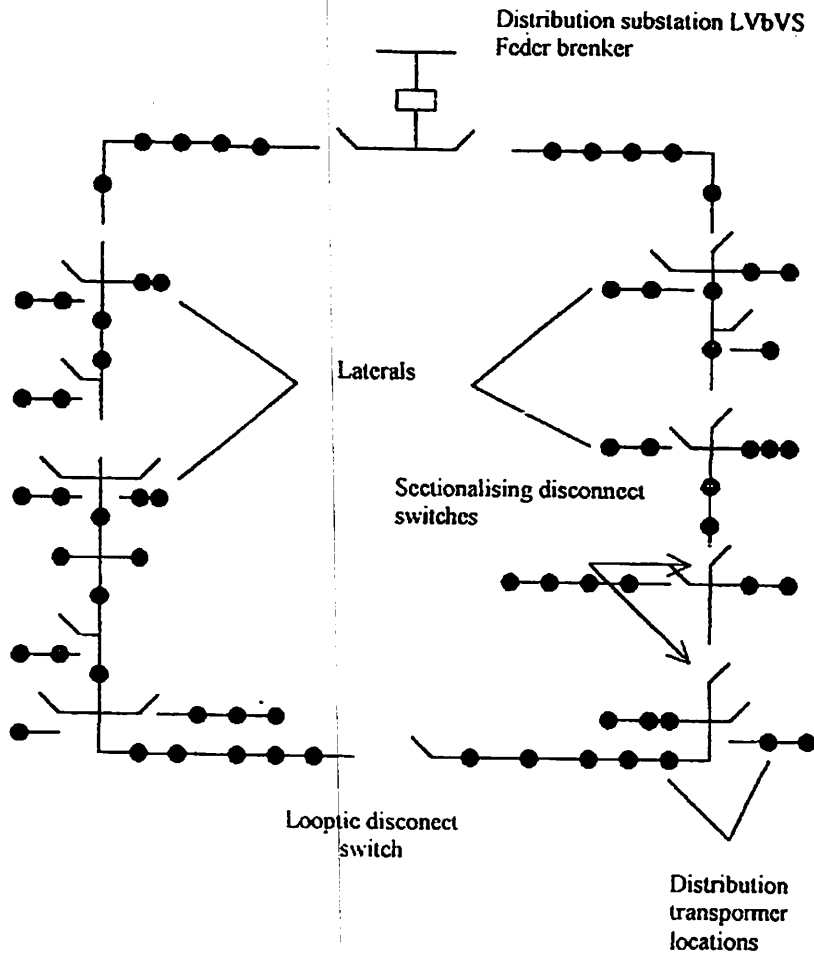 Distribution substation LVbVS
Feder brenker
Laterals
Sectionalising disconnect
switches
Looptic disconect
switch
Distribution
transpormer
locations